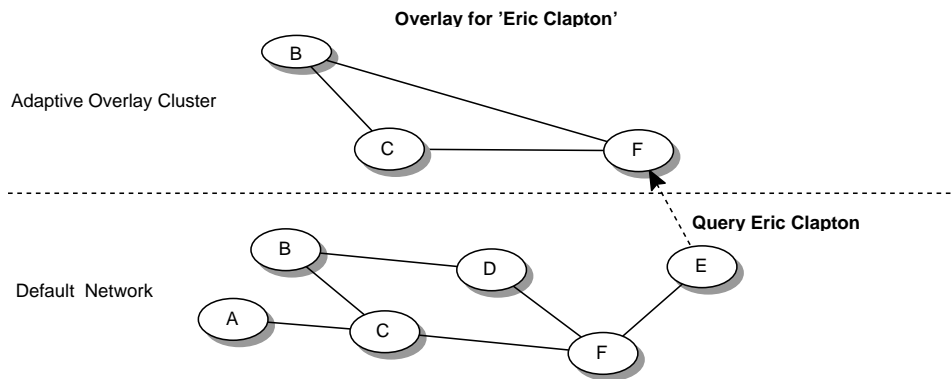 Overlay for 'Eric Clapton'
B
Adaptive Overlay Cluster
C
F
Query Eric Clapton
B
D
E
Default Network
A
C
F